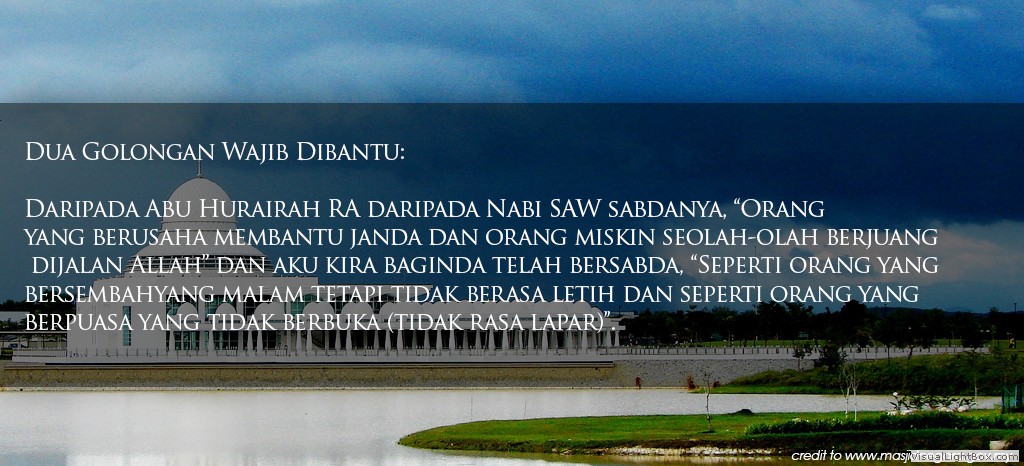 Dua Golongan Wajib Dibantu:
Daripada Abu Hurairah RA daripada Nabi SAW sabdanya, “Orang
yang berusaha membantu janda dan orang miskin seolah-olah berjuang
dijalan Allah” dan aku kira baginda telah bersabda, “Seperti orang yang
bersembahyang malam tetapi tidak berasa letih dan seperti orang yang
berpuasa yang tidak berbuka (tidak rasa lapar)”.
credit to www.masj
VisualLightBox.com